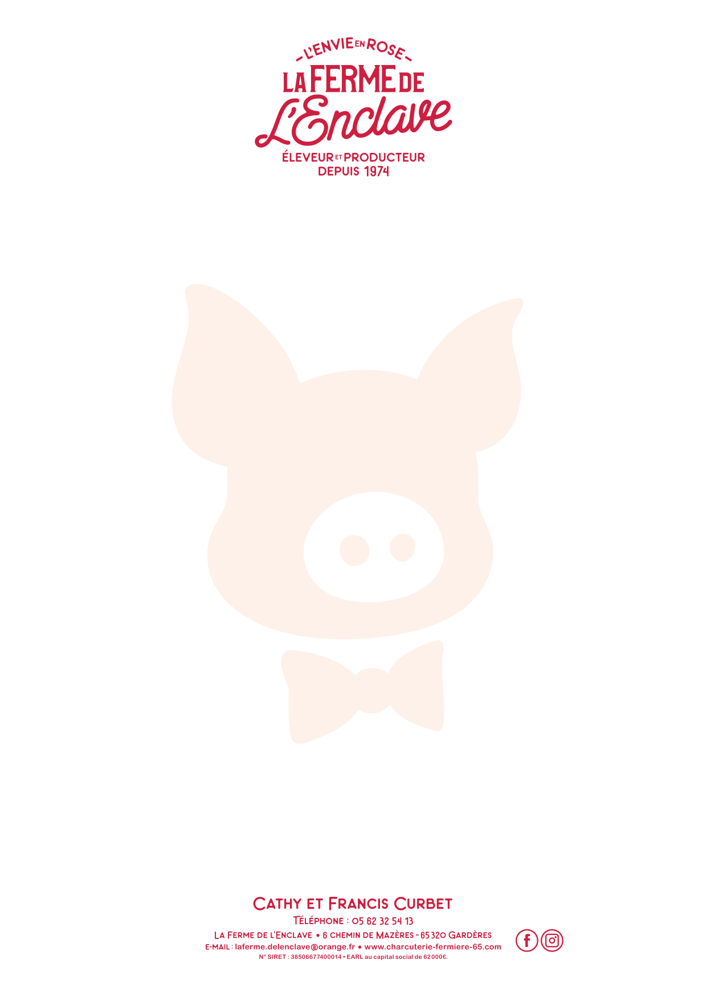 - L'ENVIE EN ROSE -
LA FERME DE
L'Enclave
ÉLEVEUR ET PRODUCTEUR
DEPUIS 1974
CATHY ET FRANCIS CURBET
TÉLÉPHONE : 05 62 32 54 13
LA FERME DE L'ENCLAVE • 6 CHEMIN DE MAZÈRES - 65320 GARDÈRES
E-MAIL : laferme.delenclave@orange.fr • www.charcuterie-fermiere-65.com
N° SIRET : 38506677400014 • EARL au capital social de 62000€.